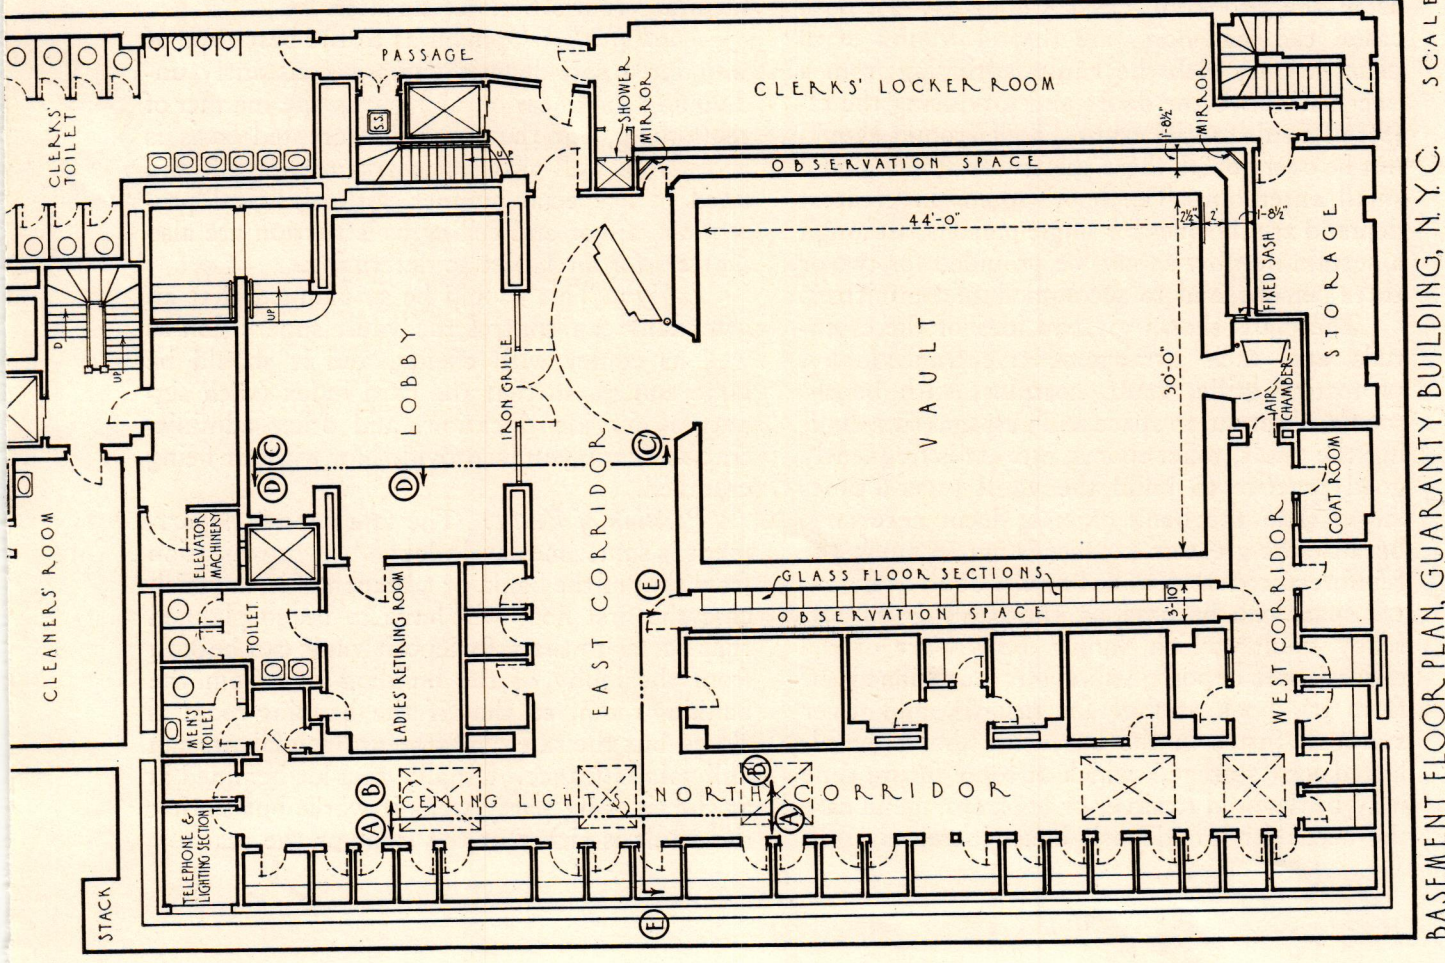 PASSAGE
CLERKS' LOCKER ROOM
SHOWER
MIRROR
MIRROR
1'-8½"
CLERKS'
TOILET
S.S.
UP
OBSERVATION SPACE
44'-0"
2½"
2'
1'-8½"
FIXED SASH
STORAGE
D
UP
UP
LOBBY
IRON GRILLE
VAULT
30'-0"
AIR
CHAMBER
C
D
D
C
EAST CORRIDOR
COAT ROOM
CLEANERS' ROOM
ELEVATOR
MACHINERY
GLASS FLOOR SECTIONS
OBSERVATION SPACE
3'-10"
E
TOILET
LADIES RETIRING ROOM
WEST CORRIDOR
MEN'S
TOILET
CEILING LIGHTS
NORTH CORRIDOR
B
A
B
A
TELEPHONE &
LIGHTING SECTION
STACK
E
BASEMENT FLOOR PLAN, GUARANTY BUILDING, N.Y.C. SCALE